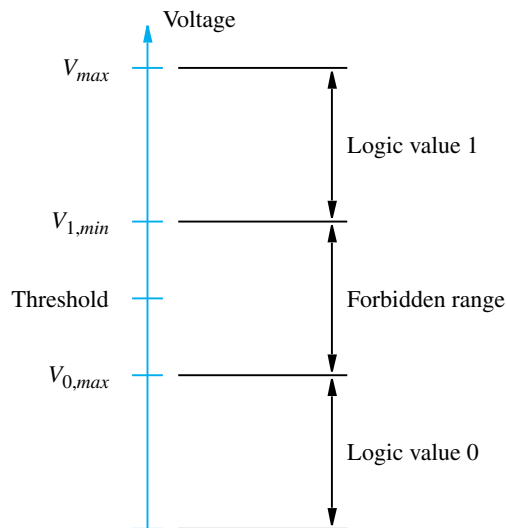 Voltage
V_max
Logic value 1
V_1,min
Threshold
Forbidden range
V_0,max
Logic value 0